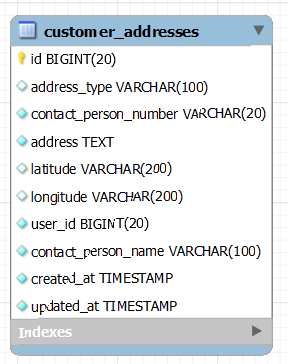 customer_addresses
id BIGINT(20)
address_type VARCHAR(100)
contact_person_number VARCHAR(20)
address TEXT
latitude VARCHAR(200)
longitude VARCHAR(200)
user_id BIGINT(20)
contact_person_name VARCHAR(100)
created_at TIMESTAMP
updated_at TIMESTAMP
Indexes